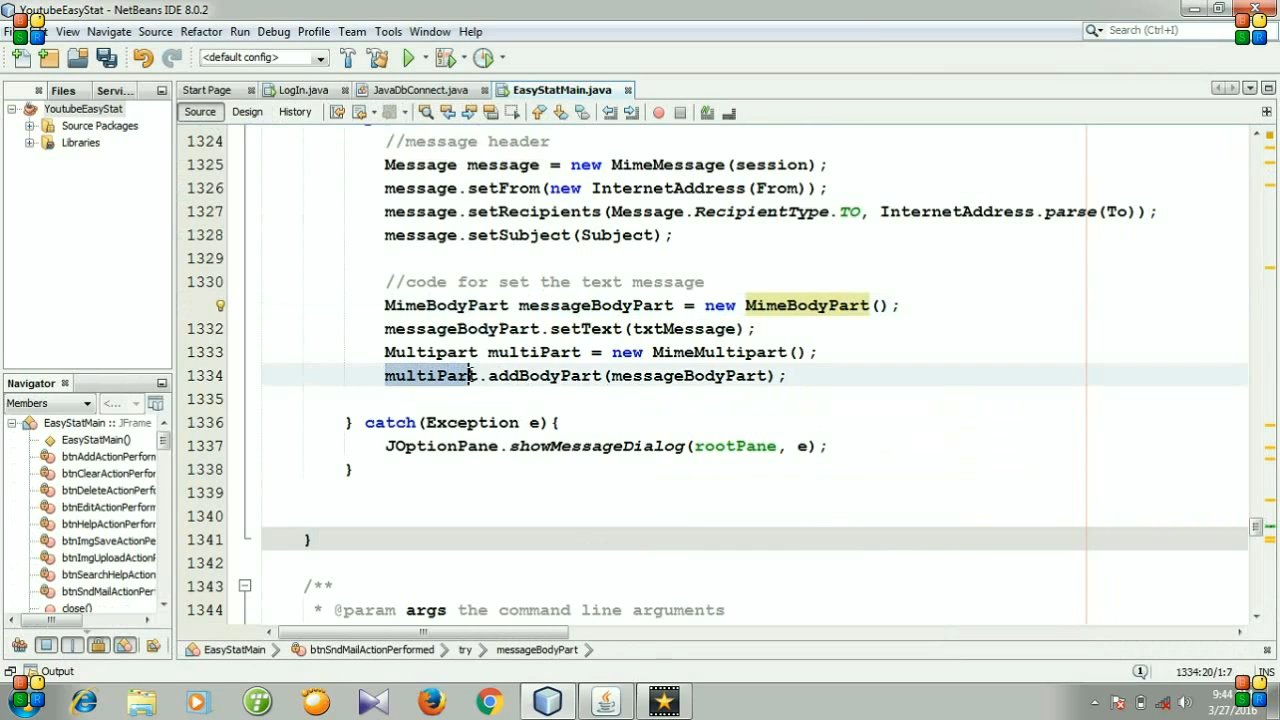 YoutubeEasyStat - NetBeans IDE 8.0.2
View Navigate Source Refactor Run Debug Profile Team Tools Window Help
Search (Ctrl+I)
<default config>
Files Servi...
Start Page LogIn.java JavaDbConnect.java EasyStatMain.java
YoutubeEasyStat
Source Packages
Libraries
Source Design History
1324 //message header
1325 Message message = new MimeMessage(session);
1326 message.setFrom(new InternetAddress(From));
1327 message.setRecipients(Message.RecipientType.TO, InternetAddress.parse(To));
1328 message.setSubject(Subject);
1329
1330 //code for set the text message
MimeBodyPart messageBodyPart = new MimeBodyPart();
1332 messageBodyPart.setText(txtMessage);
1333 Multipart multiPart = new MimeMultipart();
1334 multiPart.addBodyPart(messageBodyPart);
1335
1336 } catch(Exception e){
1337 JOptionPane.showMessageDialog(rootPane, e);
1338 }
1339
1340
1341 }
1342
1343 /**
1344 * @param args the command line arguments
Navigator
Members <...
EasyStatMain :: JFrame
EasyStatMain()
btnAddActionPerform
btnClearActionPerform
btnDeleteActionPerfo
btnEditActionPerform
btnHelpActionPerform
btnImgSaveActionPe
btnImgUploadAction
btnSearchHelpAction
btnSndMailActionPer
close()
EasyStatMain btnSndMailActionPerformed try messageBodyPart
Output
1 1334:20/1:7 INS
9:44
3/27/2016
B
S R
B
S R
B
S R
B
S R